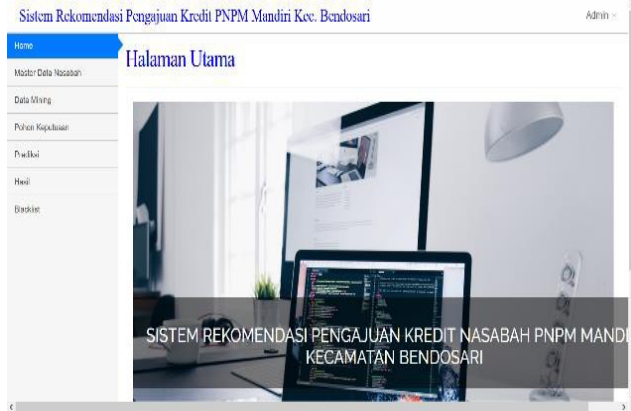 Sistem Rekomendasi Pengajuan Kredit PNPM Mandiri Kec. Bendosari
Admin
Home
Master Data Nasabah
Data Mining
Pohon Keputusan
Prediksi
Hasil
Blacklist
Halaman Utama
SISTEM REKOMENDASI PENGAJUAN KREDIT NASABAH PNPM MANDI
KECAMATAN BENDOSARI